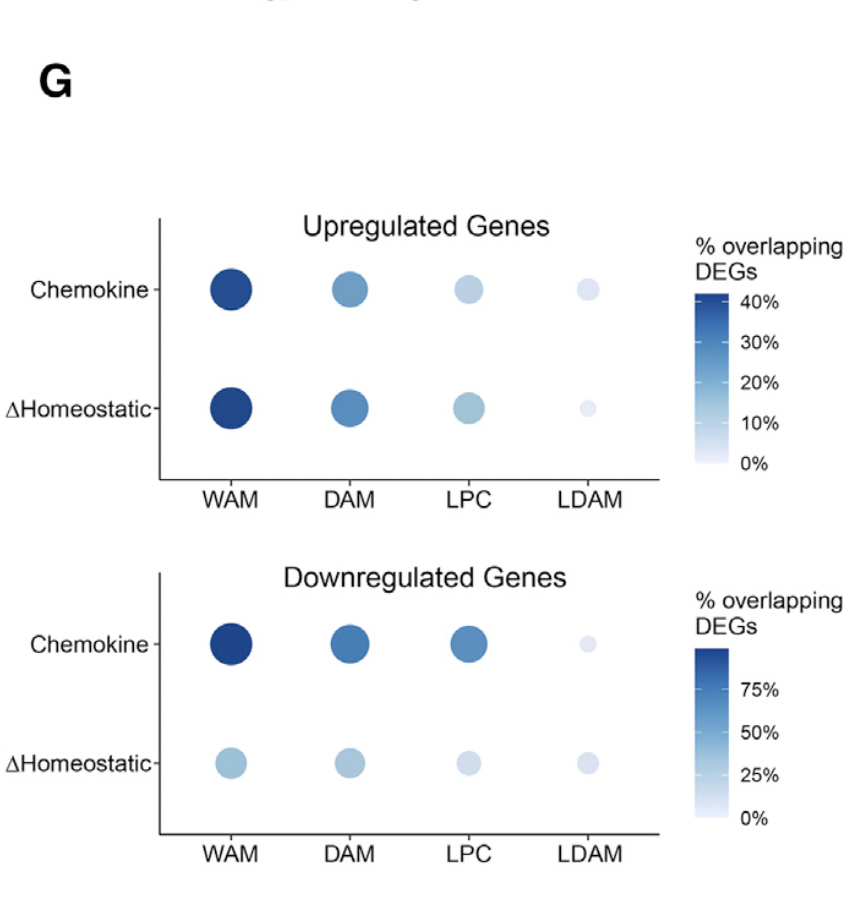 G
Upregulated Genes
% overlapping
DEGs
Chemokine
40%
30%
20%
ΔHomeostatic
10%
0%
WAM DAM LPC LDAM
Downregulated Genes
% overlapping
DEGs
Chemokine
75%
50%
ΔHomeostatic
25%
0%
WAM DAM LPC LDAM